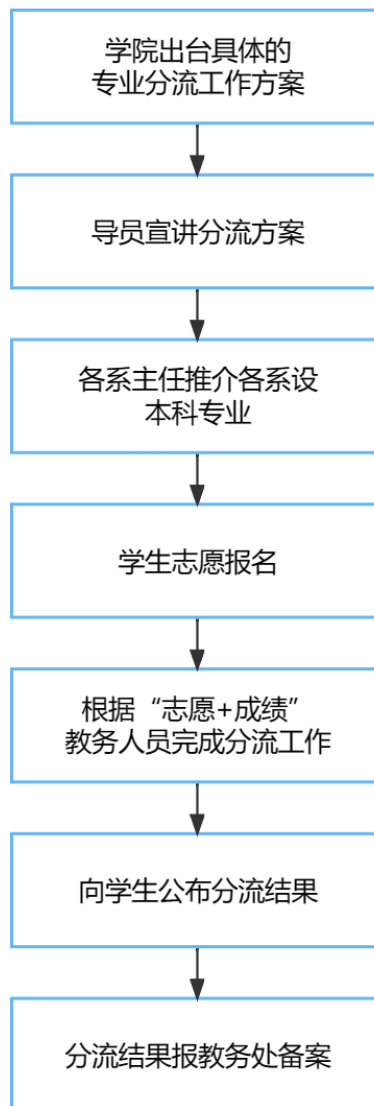 学院出台具体的
专业分流工作方案
导员宣讲分流方案
各系主任推介各系设
本科专业
学生志愿报名
根据“志愿+成绩”
教务人员完成分流工作
向学生公布分流结果
分流结果报教务处备案